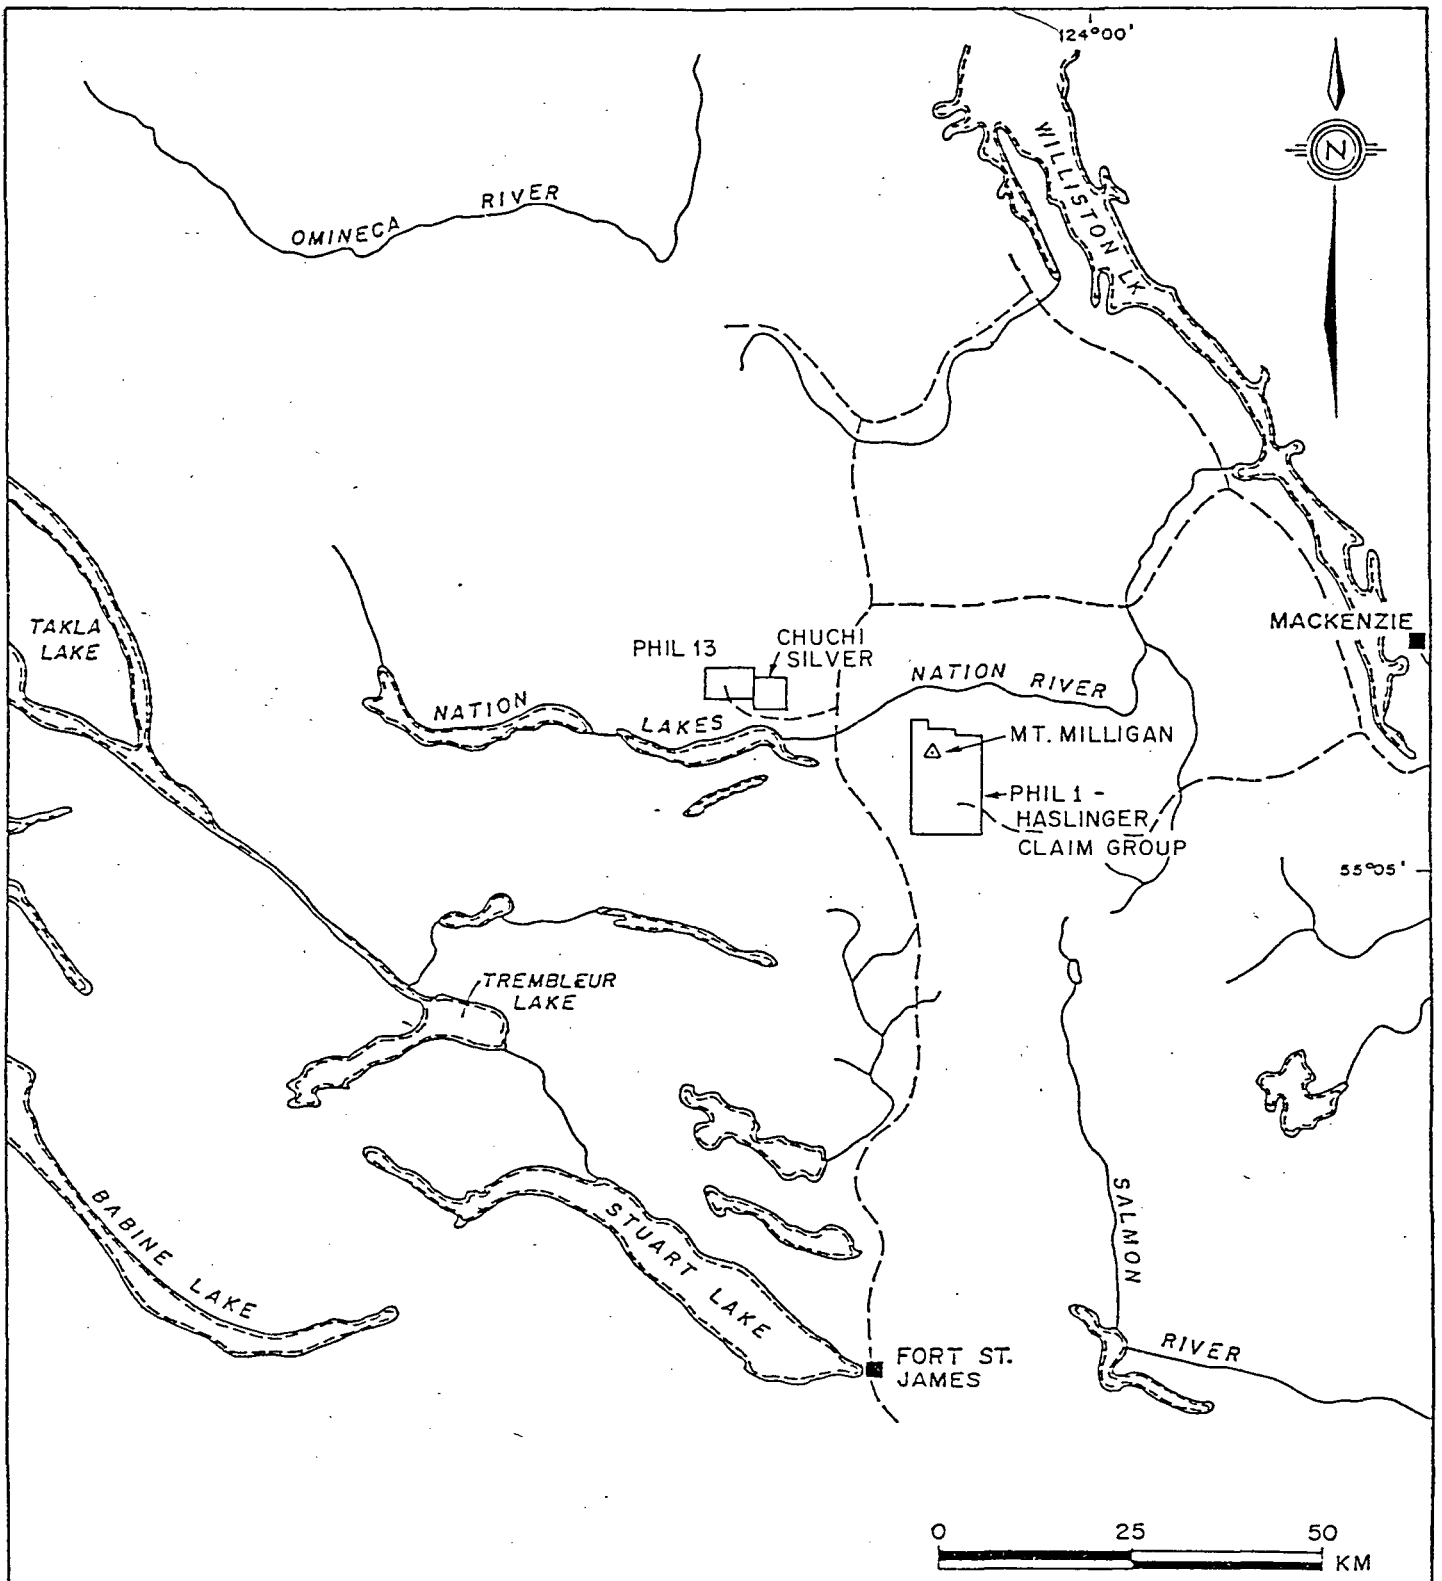 124°00'
N
WILLISTON LK
OMINECA RIVER
TAKLA
LAKE
PHIL 13
CHUCHI
SILVER
MACKENZIE
NATION LAKES
NATION RIVER
MT. MILLIGAN
PHIL 1 -
HASLINGER
CLAIM GROUP
55°05'
TREMBLEUR
LAKE
BABINE LAKE
STUART LAKE
SALMON RIVER
FORT ST.
JAMES
0 25 50
KM